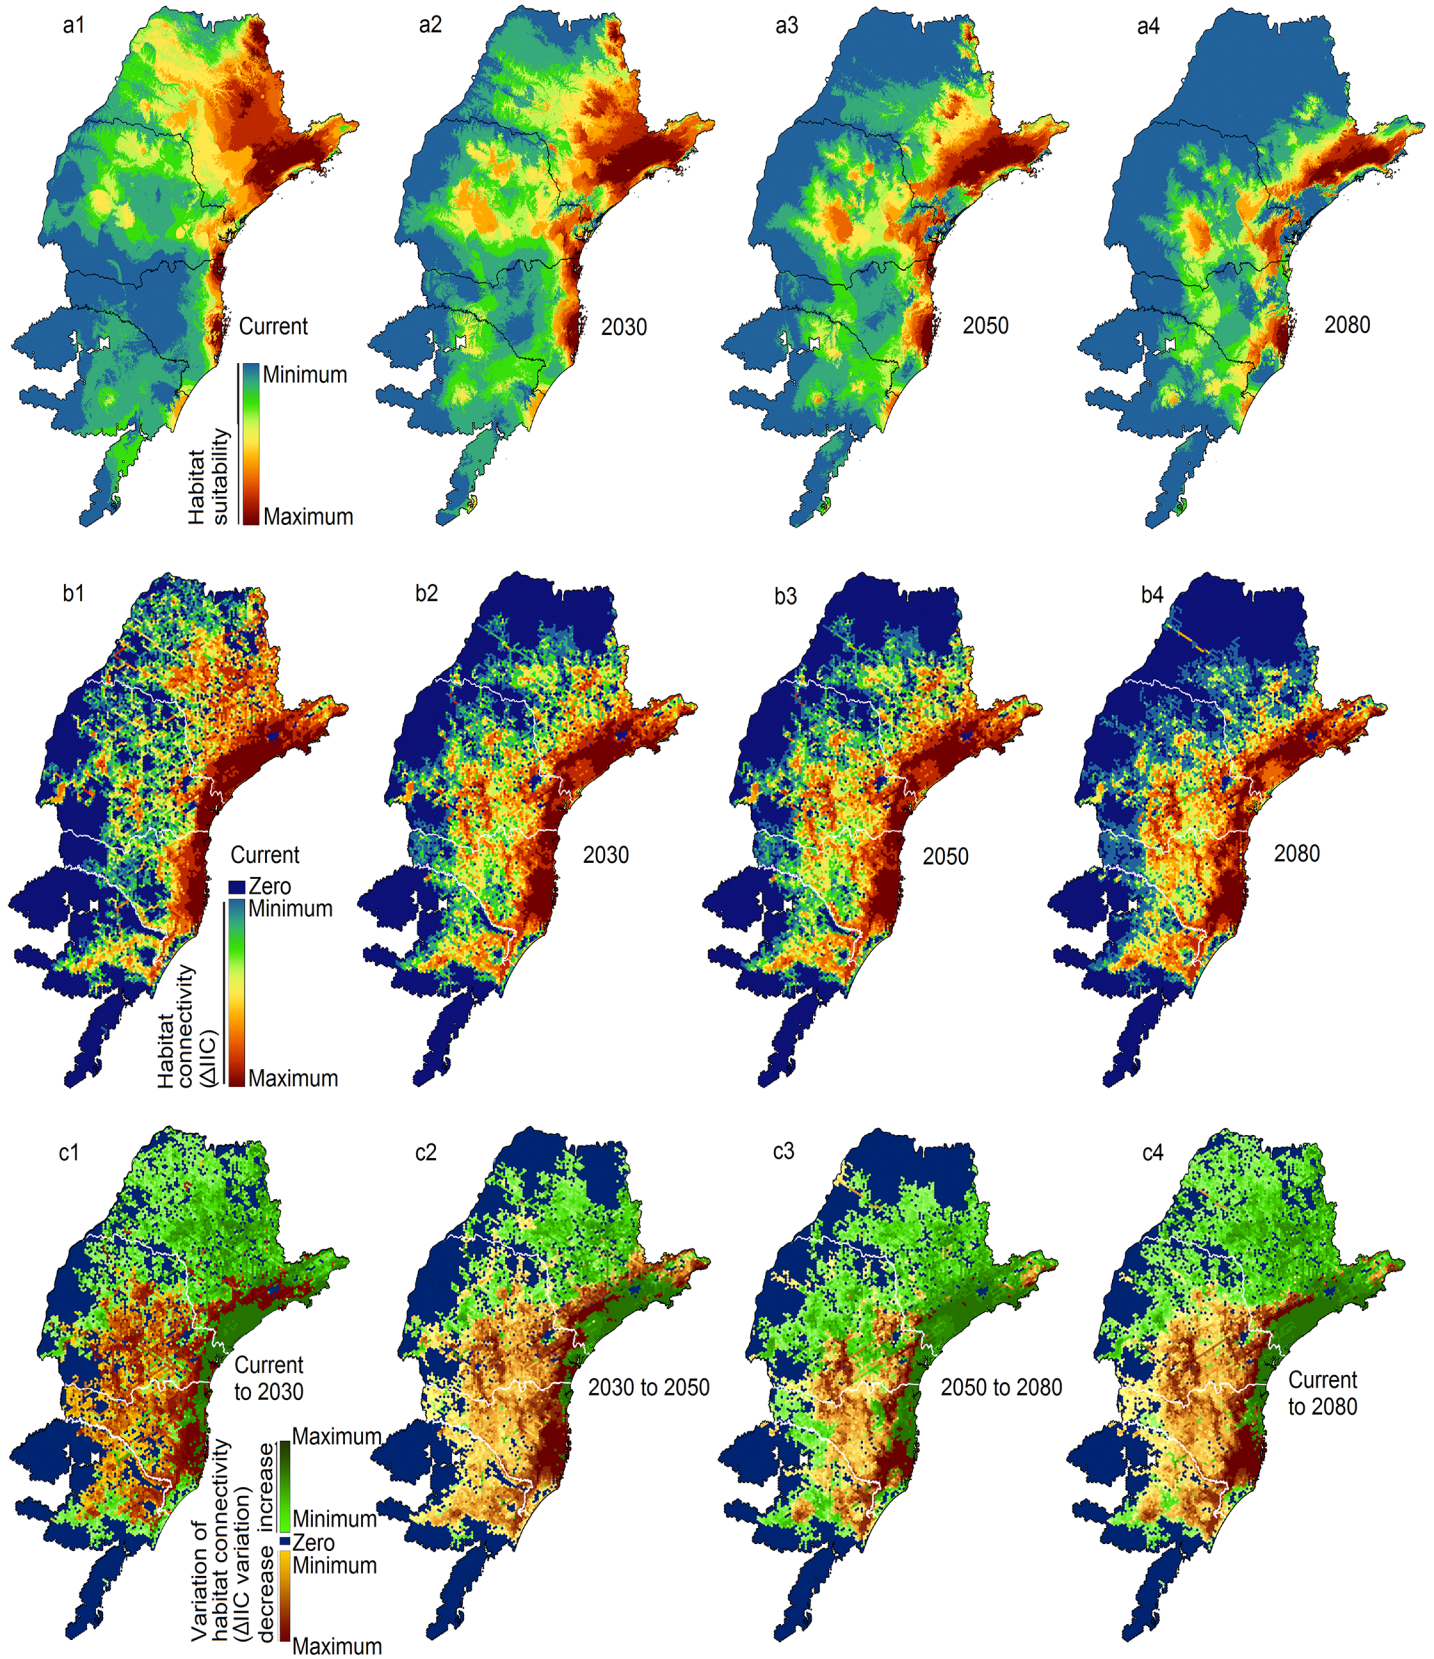 a1
a2
a3
a4
Current
2030
2050
2080
Minimum
Habitat
suitability
Maximum
b1
b2
b3
b4
Current
2030
2050
2080
Zero
Minimum
Habitat
connectivity
(ΔIIC)
Maximum
c1
c2
c3
c4
Current
to 2030
2030 to 2050
2050 to 2080
Current
to 2080
Variation of
habitat connectivity
(ΔIIC variation)
decrease increase
Maximum
Minimum
Zero
Minimum
Maximum